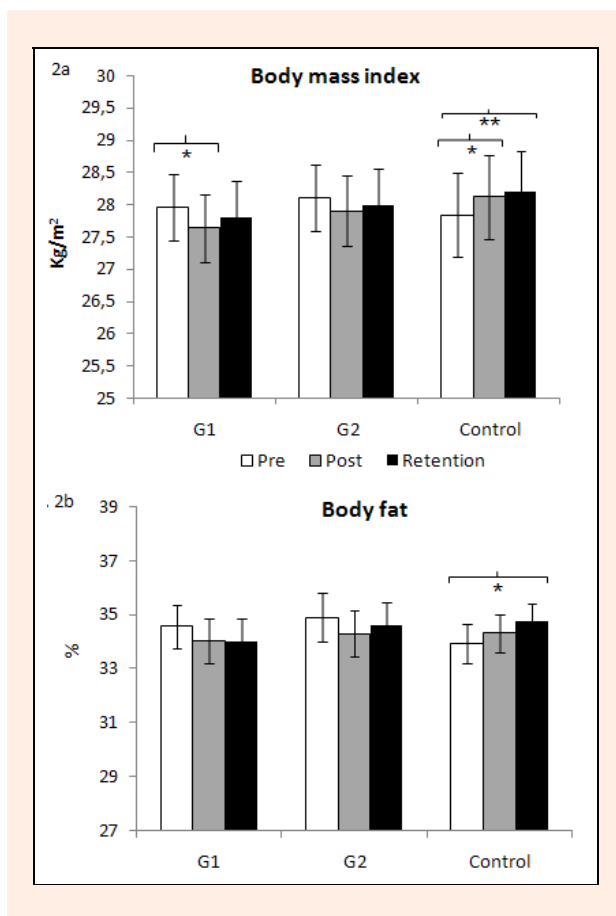 2a
Body mass index
30
29,5
29
28,5
28
27,5
27
26,5
26
25,5
25
Kg/m²
*
**
*
G1 G2 Control
Pre Post Retention
. 2b
Body fat
39
37
35
33
31
29
27
%
*
G1 G2 Control